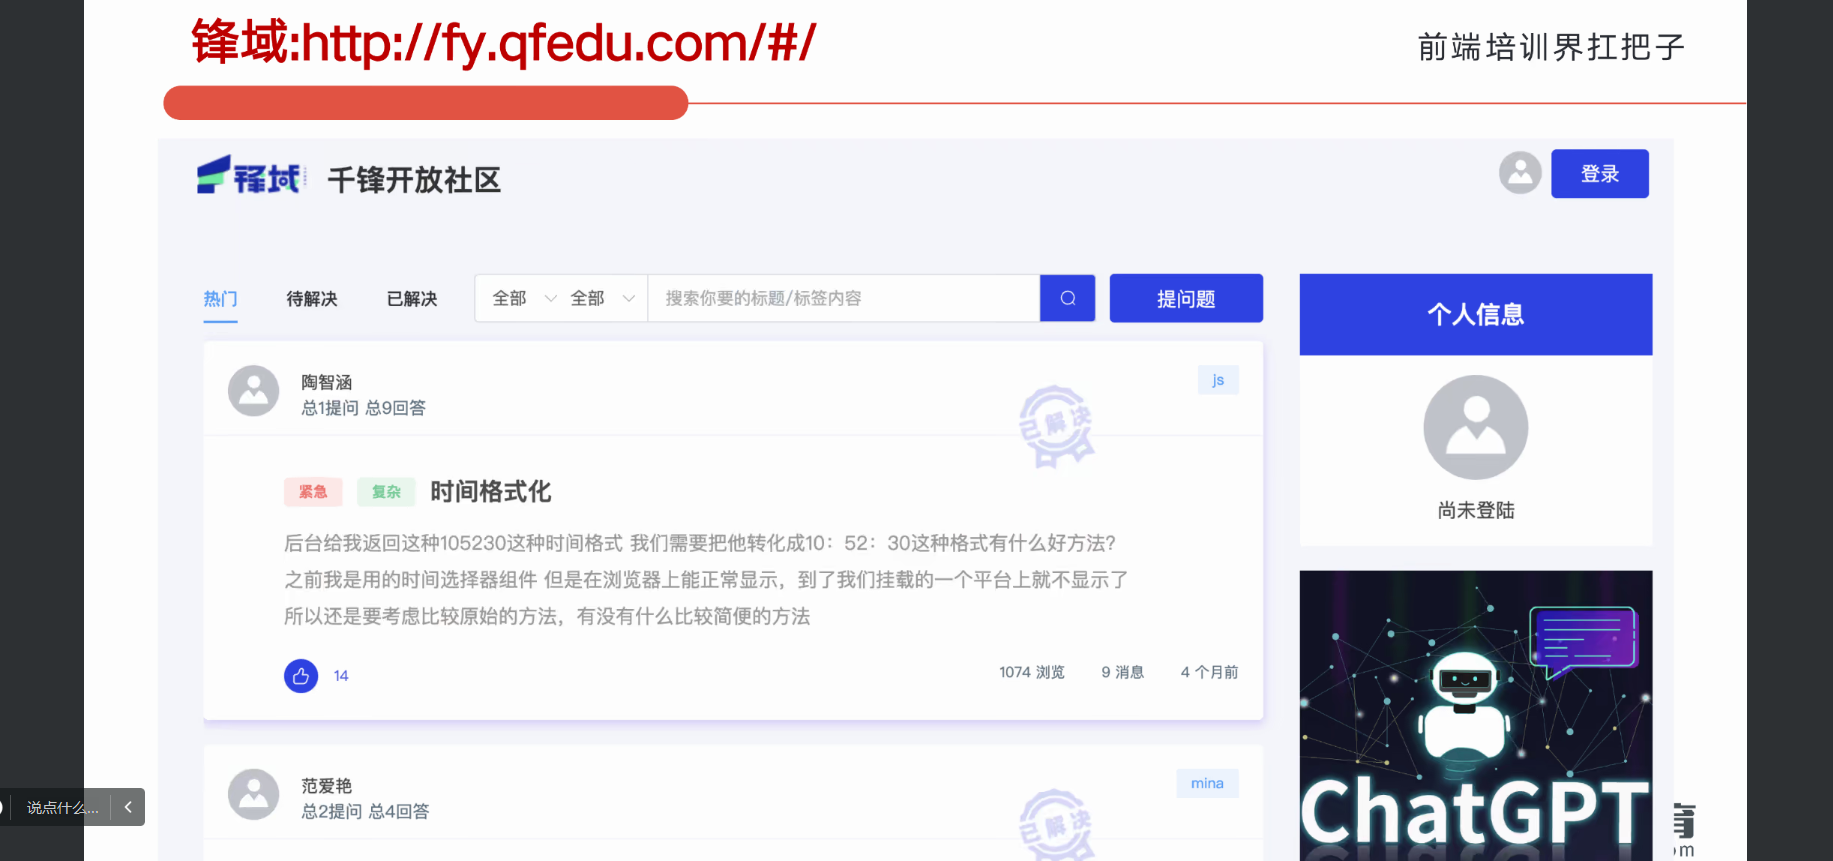 锋域:http://fy.qfedu.com/#/
前端培训界扛把子
锋域
千锋开放社区
登录
热门
待解决
已解决
全部
全部
搜索你要的标题/标签内容
提问题
个人信息
陶智涵
总1提问 总9回答
js
已解决
尚未登陆
紧急
复杂
时间格式化
后台给我返回这种105230这种时间格式 我们需要把他转化成10：52：30这种格式有什么好方法?
之前我是用的时间选择器组件 但是在浏览器上能正常显示，到了我们挂载的一个平台上就不显示了
所以还是要考虑比较原始的方法，有没有什么比较简便的方法
14
1074 浏览
9 消息
4 个月前
范爱艳
总2提问 总4回答
mina
已解决
ChatGPT
说点什么...
育
om